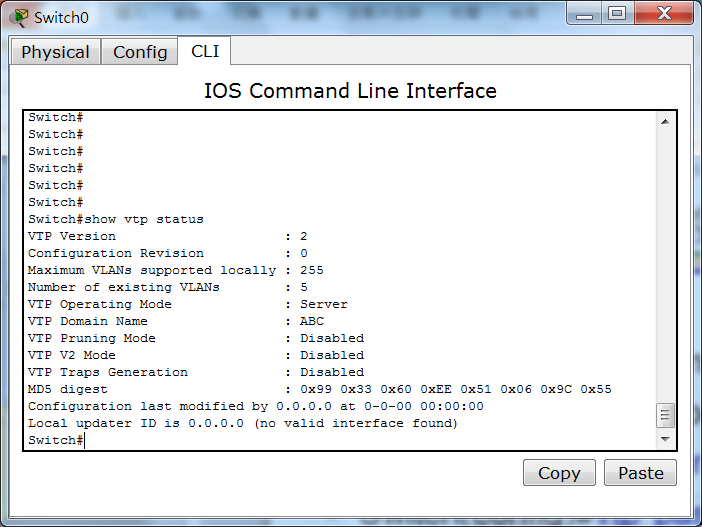 Switch0
Physical Config CLI
IOS Command Line Interface
Switch#
Switch#
Switch#
Switch#
Switch#
Switch#
Switch#show vtp status
VTP Version                     : 2
Configuration Revision          : 0
Maximum VLANs supported locally : 255
Number of existing VLANs        : 5
VTP Operating Mode              : Server
VTP Domain Name                 : ABC
VTP Pruning Mode                : Disabled
VTP V2 Mode                     : Disabled
VTP Traps Generation            : Disabled
MD5 digest                      : 0x99 0x33 0x60 0xEE 0x51 0x06 0x9C 0x55
Configuration last modified by 0.0.0.0 at 0-0-00 00:00:00
Local updater ID is 0.0.0.0 (no valid interface found)
Switch#
Copy Paste